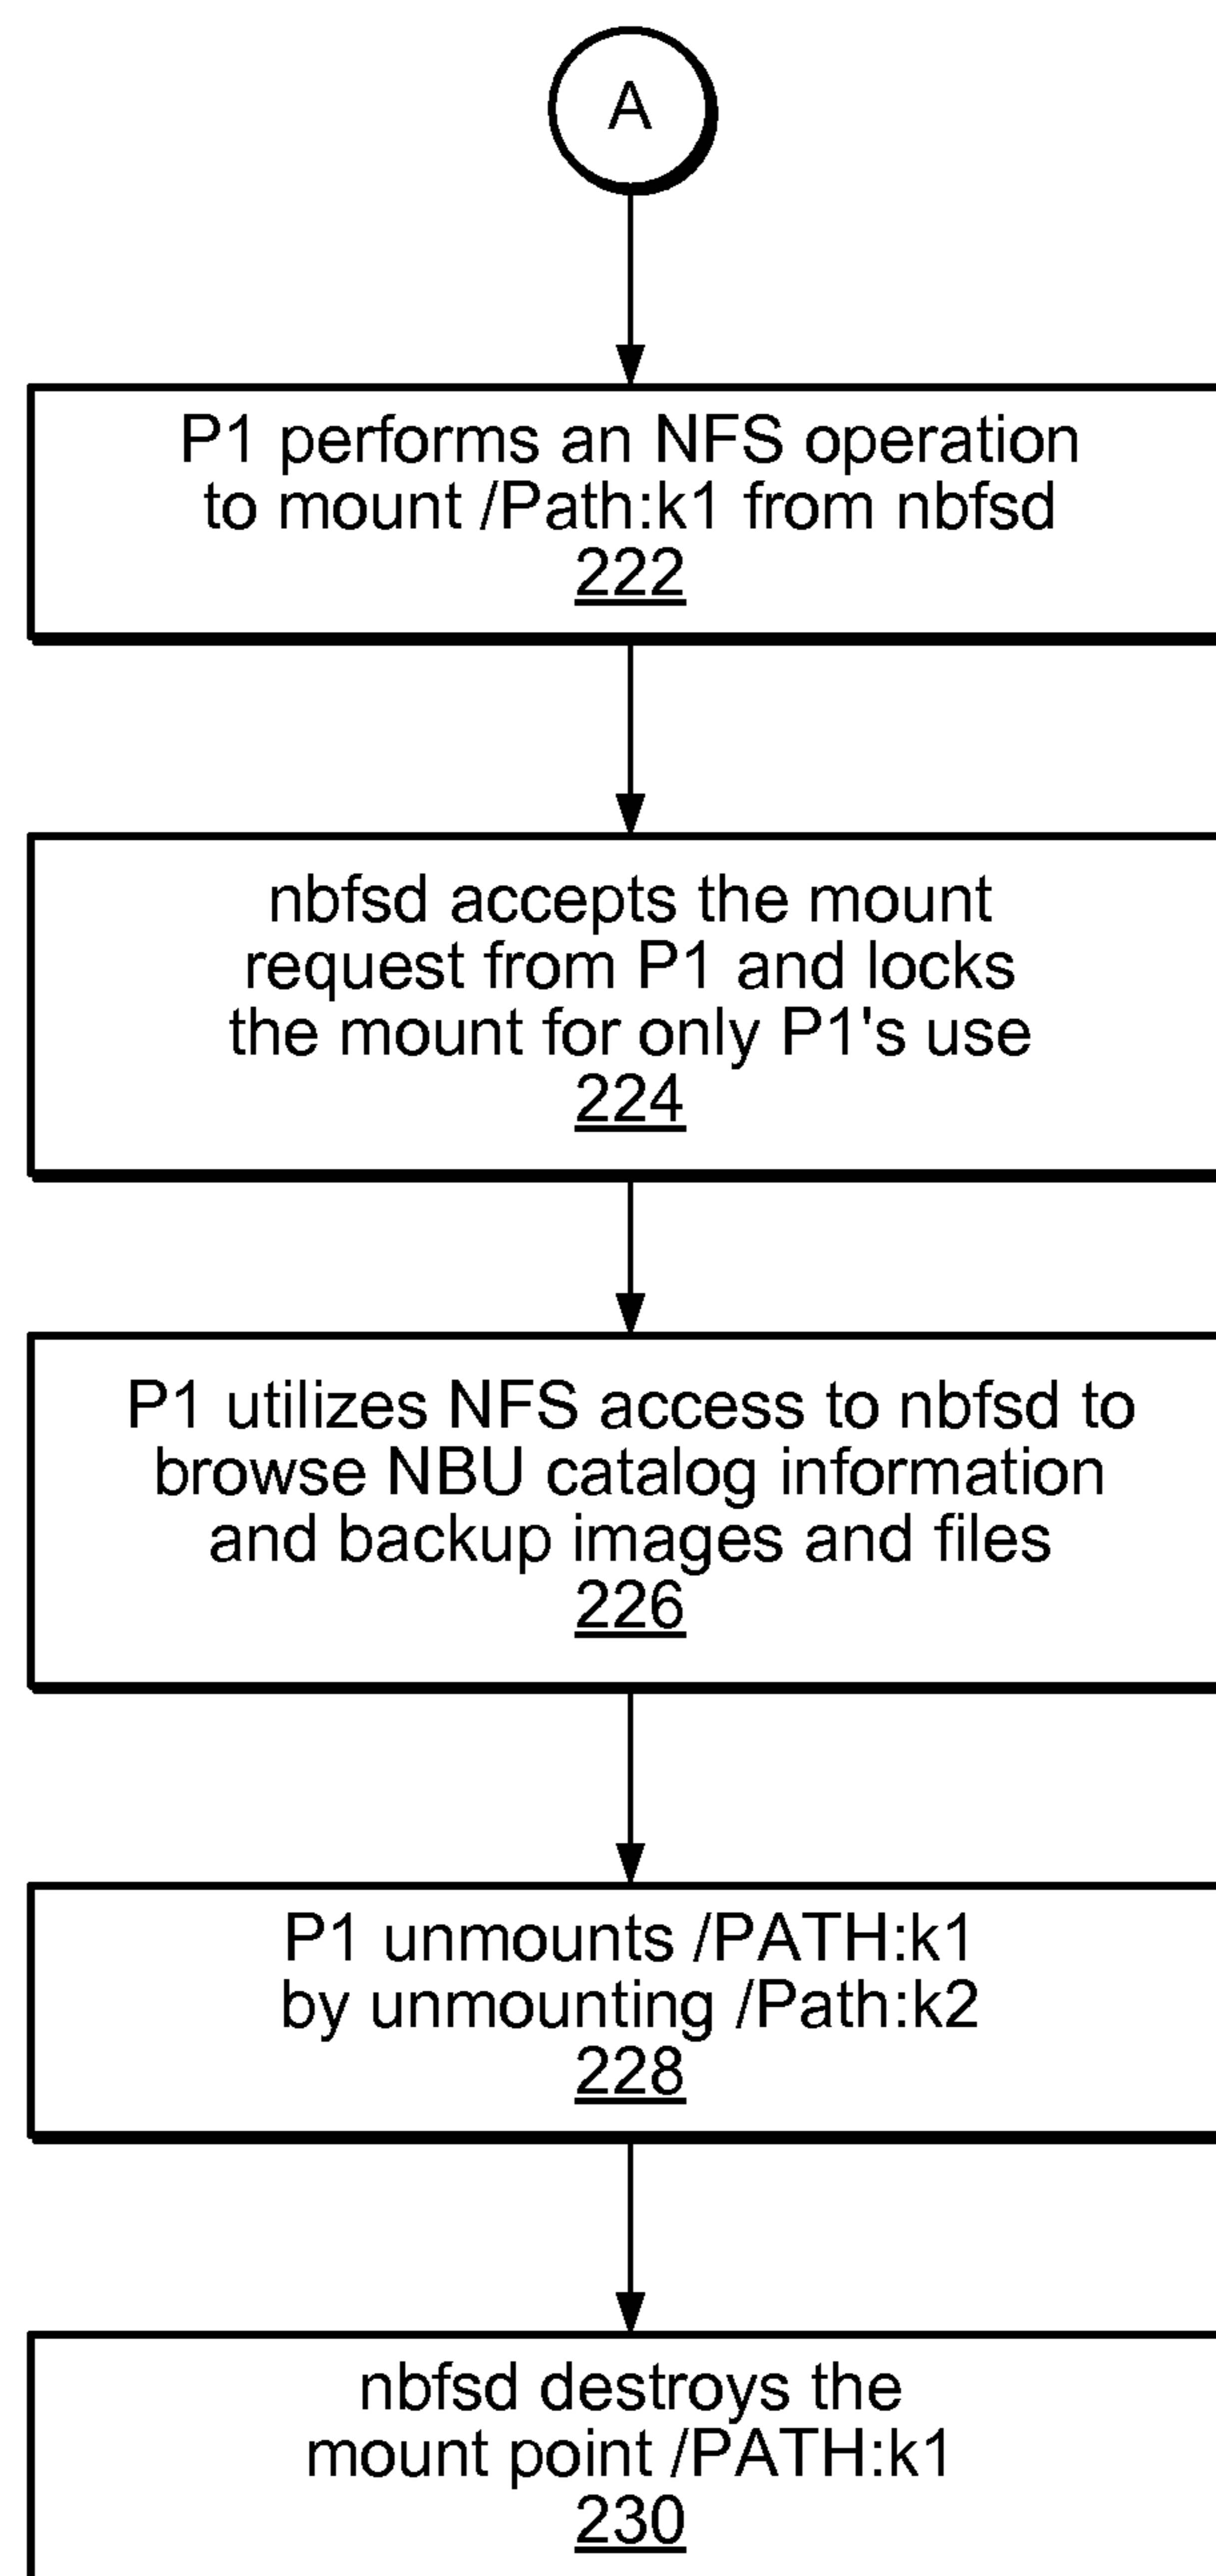 A
P1 performs an NFS operation
to mount /Path:k1 from nbfsd
222
nbfsd accepts the mount
request from P1 and locks
the mount for only P1's use
224
P1 utilizes NFS access to nbfsd to
browse NBU catalog information
and backup images and files
226
P1 unmounts /PATH:k1
by unmounting /Path:k2
228
nbfsd destroys the
mount point /PATH:k1
230